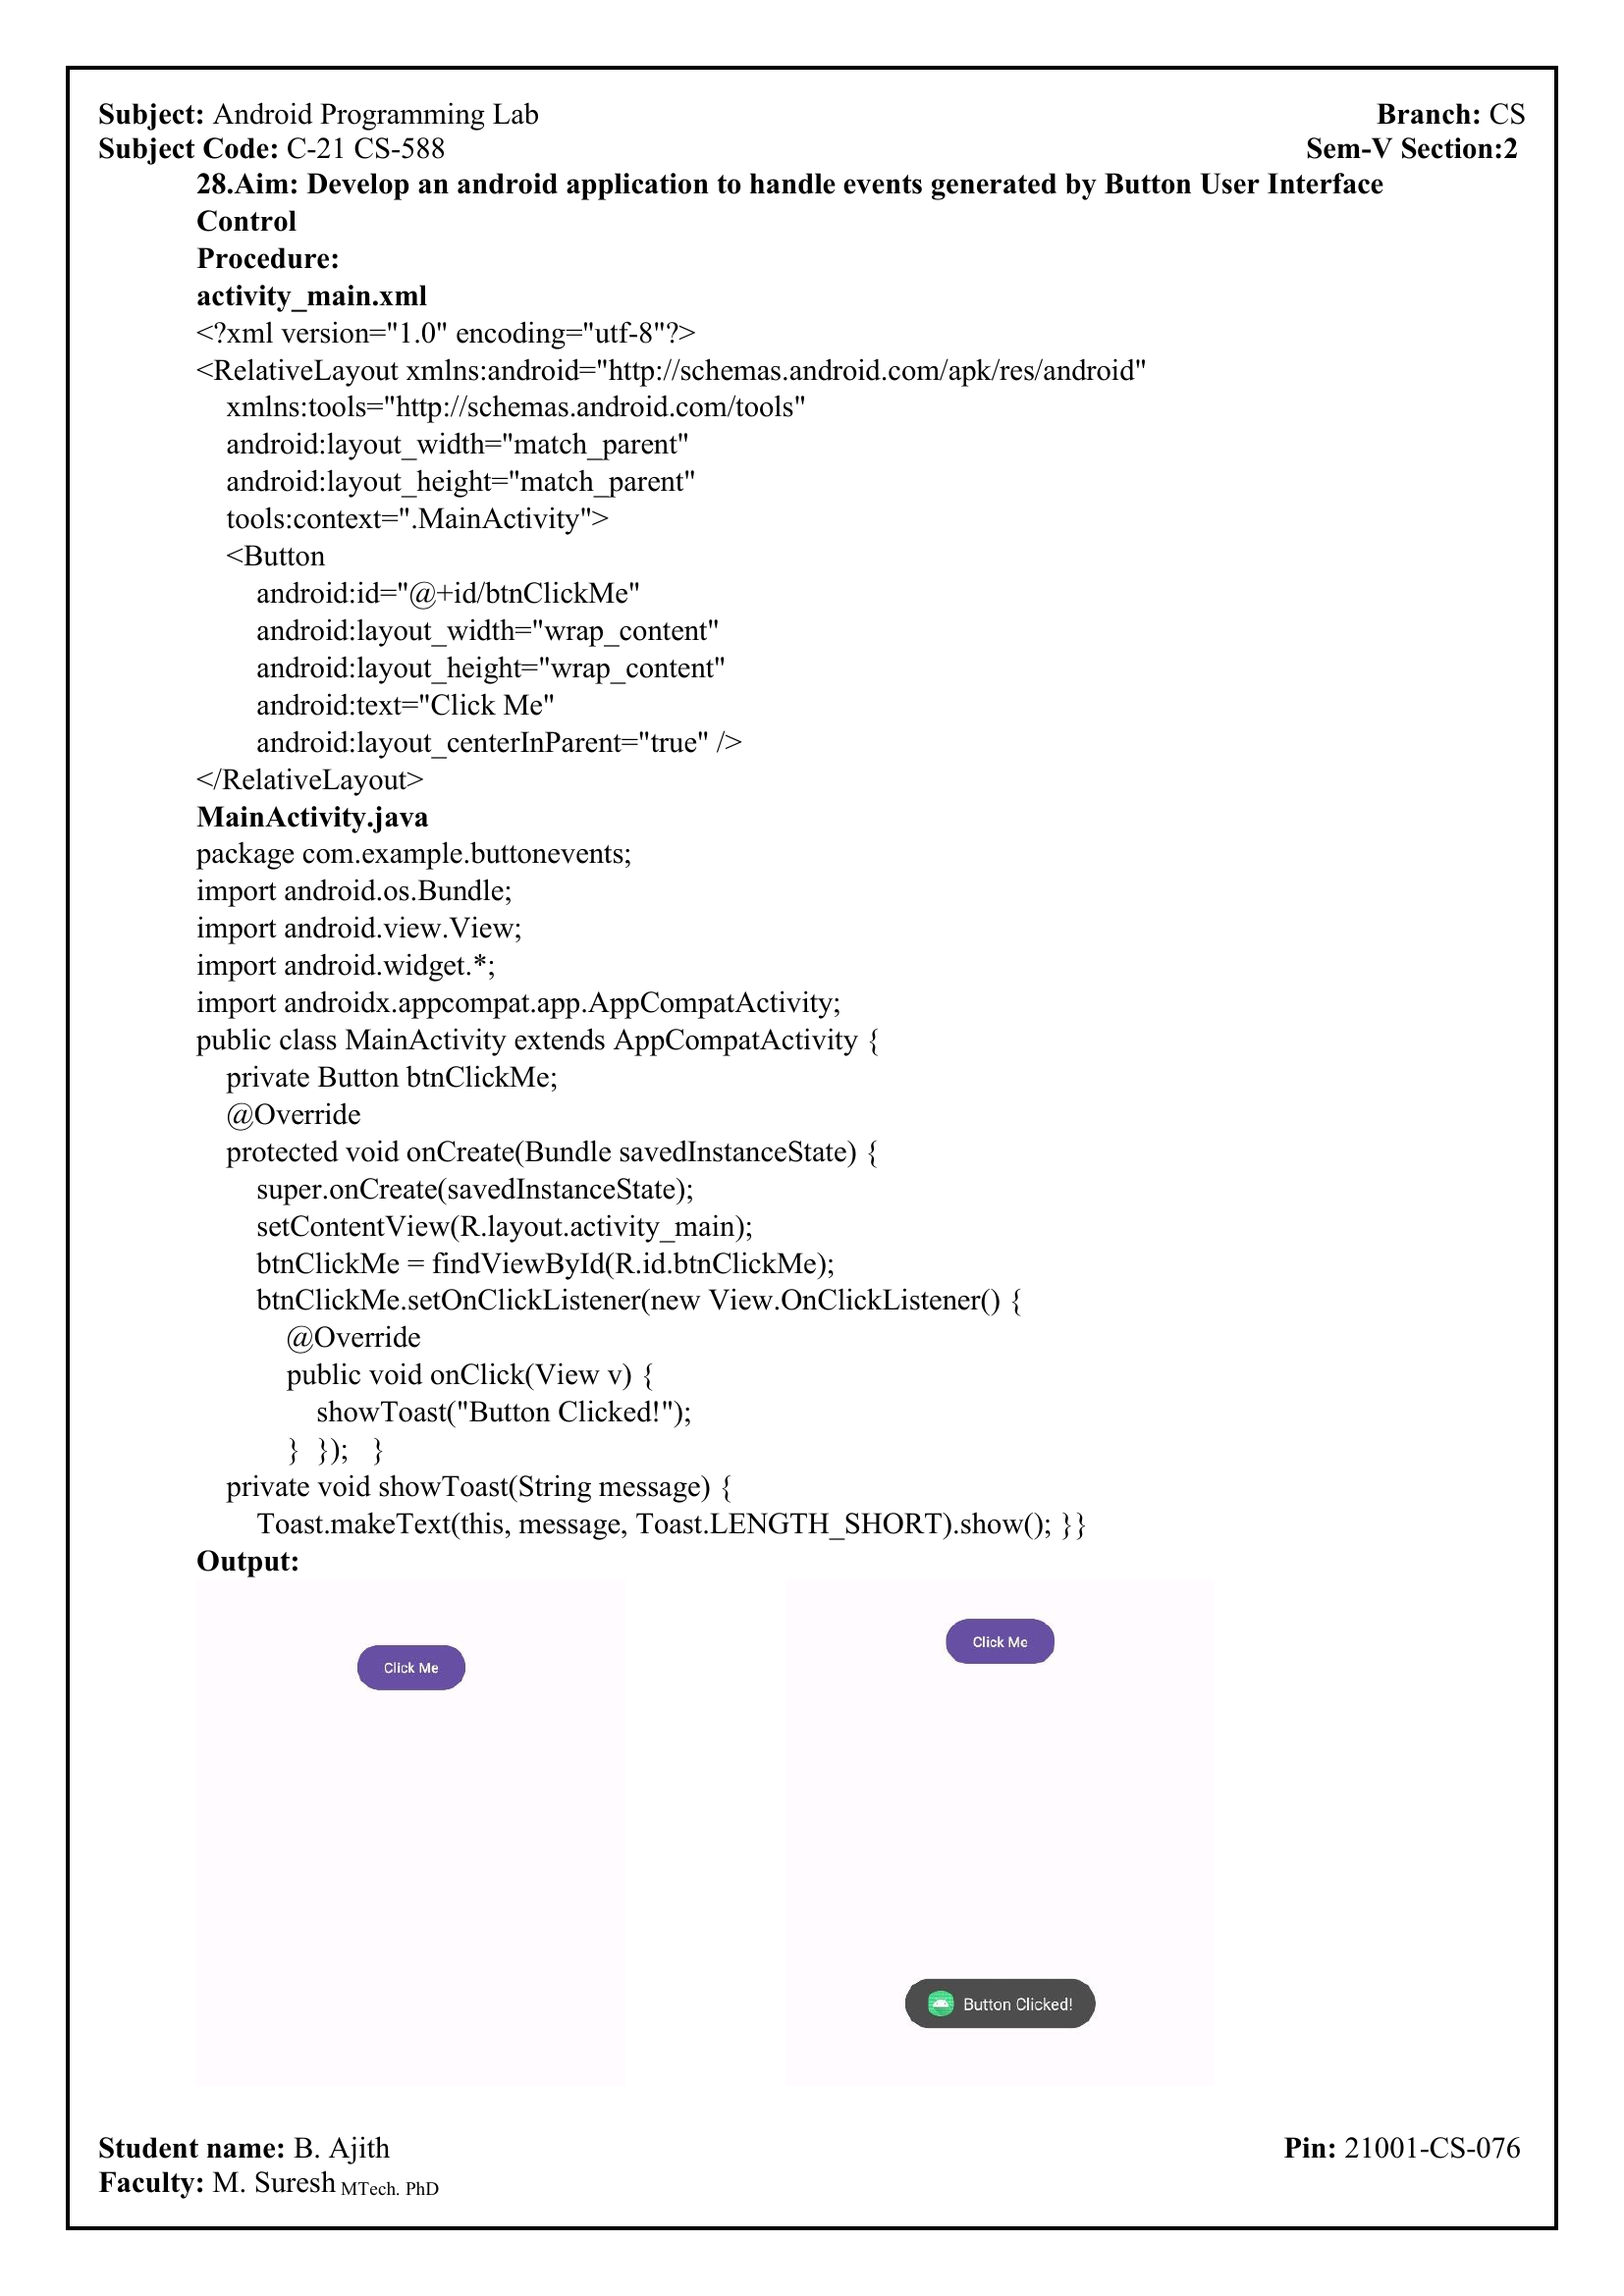 Subject: Android Programming Lab Branch: CS
Subject Code: C-21 CS-588 Sem-V Section:2
28.Aim: Develop an android application to handle events generated by Button User Interface
Control
Procedure:
activity_main.xml
<?xml version="1.0" encoding="utf-8"?>
<RelativeLayout xmlns:android="http://schemas.android.com/apk/res/android"
    xmlns:tools="http://schemas.android.com/tools"
    android:layout_width="match_parent"
    android:layout_height="match_parent"
    tools:context=".MainActivity">
    <Button
        android:id="@+id/btnClickMe"
        android:layout_width="wrap_content"
        android:layout_height="wrap_content"
        android:text="Click Me"
        android:layout_centerInParent="true" />
</RelativeLayout>
MainActivity.java
package com.example.buttonevents;
import android.os.Bundle;
import android.view.View;
import android.widget.*;
import androidx.appcompat.app.AppCompatActivity;
public class MainActivity extends AppCompatActivity {
    private Button btnClickMe;
    @Override
    protected void onCreate(Bundle savedInstanceState) {
        super.onCreate(savedInstanceState);
        setContentView(R.layout.activity_main);
        btnClickMe = findViewById(R.id.btnClickMe);
        btnClickMe.setOnClickListener(new View.OnClickListener() {
            @Override
            public void onClick(View v) {
                showToast("Button Clicked!");
            }  });   }
    private void showToast(String message) {
        Toast.makeText(this, message, Toast.LENGTH_SHORT).show(); }}
Output:
Click Me
Click Me
Button Clicked!
Student name: B. Ajith Pin: 21001-CS-076
Faculty: M. Suresh MTech. PhD